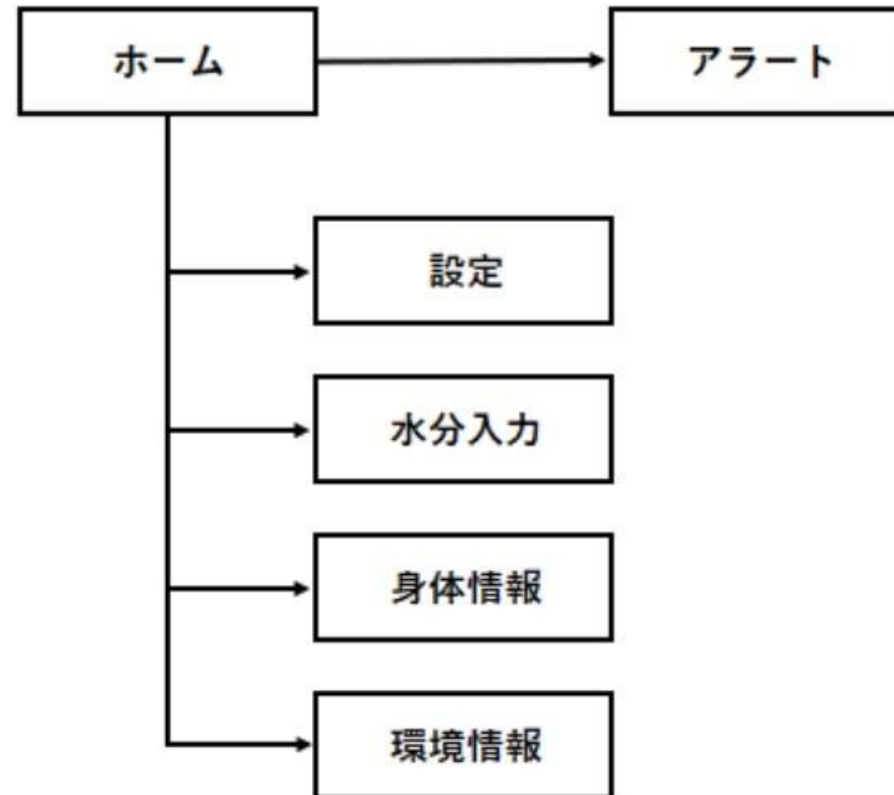 ホーム
アラート
設定
水分入力
身体情報
環境情報